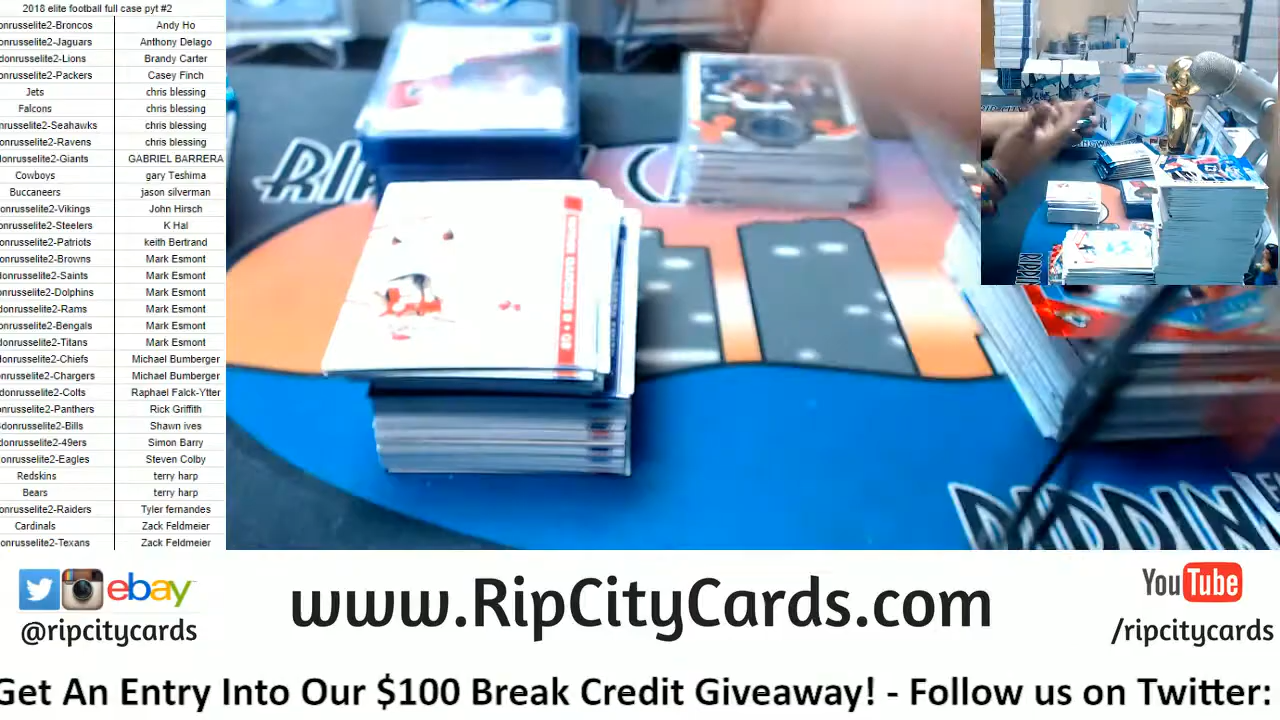 2018 elite football full case pyt #2
onrusselite2-Broncos Andy Ho
onrusselite2-Jaguars Anthony Delago
donrusselite2-Lions Brandy Carter
onrusselite2-Packers Casey Finch
Jets chris blessing
Falcons chris blessing
nrusselite2-Seahawks chris blessing
onrusselite2-Ravens chris blessing
donrusselite2-Giants GABRIEL BARRERA
Cowboys gary Teshima
Buccaneers jason silverman
onrusselite2-Vikings John Hirsch
onrusselite2-Steelers K Hal
onrusselite2-Patriots keith Bertrand
onrusselite2-Browns Mark Esmont
donrusselite2-Saints Mark Esmont
onrusselite2-Dolphins Mark Esmont
donrusselite2-Rams Mark Esmont
onrusselite2-Bengals Mark Esmont
donrusselite2-Titans Mark Esmont
onrusselite2-Chiefs Michael Bumberger
nrusselite2-Chargers Michael Bumberger
donrusselite2-Colts Raphael Falck-Ytter
onrusselite2-Panthers Rick Griffith
donrusselite2-Bills Shawn ives
donrusselite2-49ers Simon Barry
onrusselite2-Eagles Steven Colby
Redskins terry harp
Bears terry harp
onrusselite2-Raiders Tyler fernandes
Cardinals Zack Feldmeier
onrusselite2-Texans Zack Feldmeier
RIP
RIPPIN
ebay
@ripcitycards
www.RipCityCards.com
YouTube
/ripcitycards
Get An Entry Into Our $100 Break Credit Giveaway! - Follow us on Twitter: